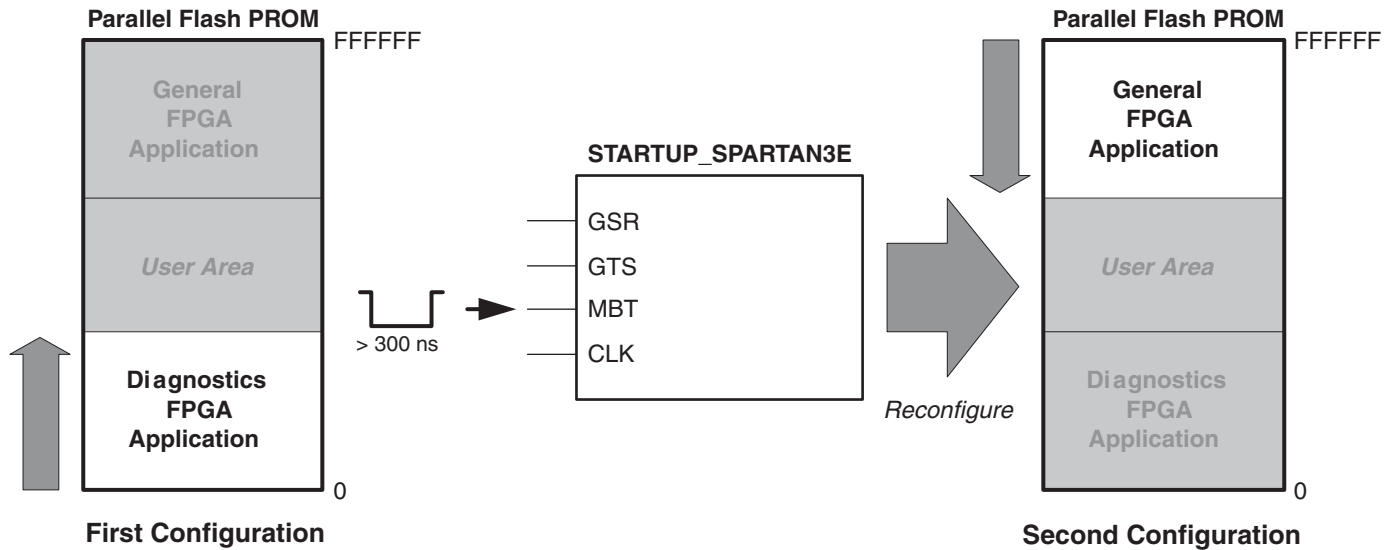 Parallel Flash PROM
FFFFFF
General
FPGA
Application
User Area
Diagnostics
FPGA
Application
0
First Configuration
> 300 ns
STARTUP_SPARTAN3E
GSR
GTS
MBT
CLK
Reconfigure
Parallel Flash PROM
FFFFFF
General
FPGA
Application
User Area
Diagnostics
FPGA
Application
0
Second Configuration